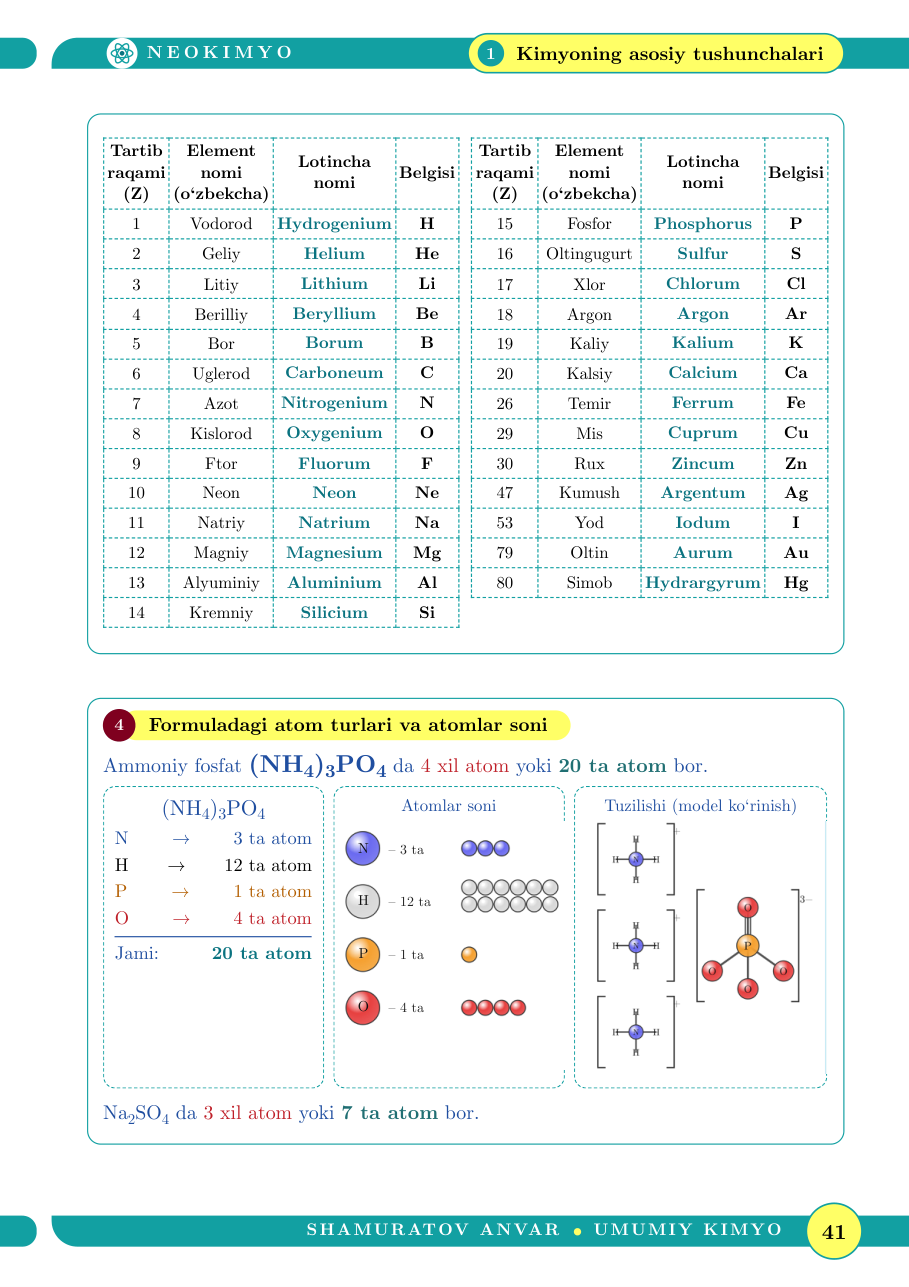 NEOKIMYO
1 Kimyoning asosiy tushunchalari
Tartib raqami (Z) Element nomi (o‘zbekcha) Lotincha nomi Belgisi
1 Vodorod Hydrogenium H
2 Geliy Helium He
3 Litiy Lithium Li
4 Berilliy Beryllium Be
5 Bor Borum B
6 Uglerod Carboneum C
7 Azot Nitrogenium N
8 Kislorod Oxygenium O
9 Ftor Fluorum F
10 Neon Neon Ne
11 Natriy Natrium Na
12 Magniy Magnesium Mg
13 Alyuminiy Aluminium Al
14 Kremniy Silicium Si
Tartib raqami (Z) Element nomi (o‘zbekcha) Lotincha nomi Belgisi
15 Fosfor Phosphorus P
16 Oltingugurt Sulfur S
17 Xlor Chlorum Cl
18 Argon Argon Ar
19 Kaliy Kalium K
20 Kalsiy Calcium Ca
26 Temir Ferrum Fe
29 Mis Cuprum Cu
30 Rux Zincum Zn
47 Kumush Argentum Ag
53 Yod Iodum I
79 Oltin Aurum Au
80 Simob Hydrargyrum Hg
4 Formuladagi atom turlari va atomlar soni
Ammoniy fosfat (NH₄)₃PO₄ da 4 xil atom yoki 20 ta atom bor.
(NH₄)₃PO₄
N → 3 ta atom
H → 12 ta atom
P → 1 ta atom
O → 4 ta atom
Jami: 20 ta atom
Atomlar soni
N – 3 ta
H – 12 ta
P – 1 ta
O – 4 ta
Tuzilishi (model ko‘rinish)
H
H N H
H
+
H
H N H
H
+
H
H N H
H
+
O
P
O O
O
3−
Na₂SO₄ da 3 xil atom yoki 7 ta atom bor.
SHAMURATOV ANVAR • UMUMIY KIMYO
41